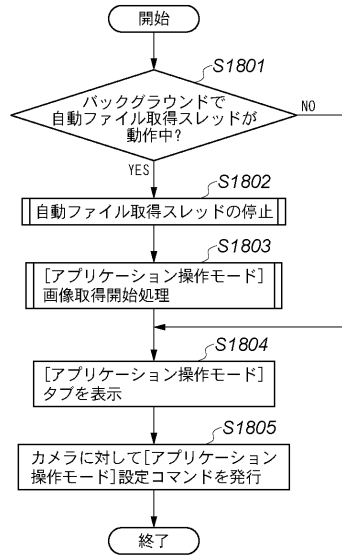 開始
S1801
バックグラウンドで
自動ファイル取得スレッドが
動作中?
NO
YES
S1802
自動ファイル取得スレッドの停止
S1803
[アプリケーション操作モード]
画像取得開始処理
S1804
[アプリケーション操作モード]
タブを表示
S1805
カメラに対して[アプリケーション
操作モード]設定コマンドを発行
終了